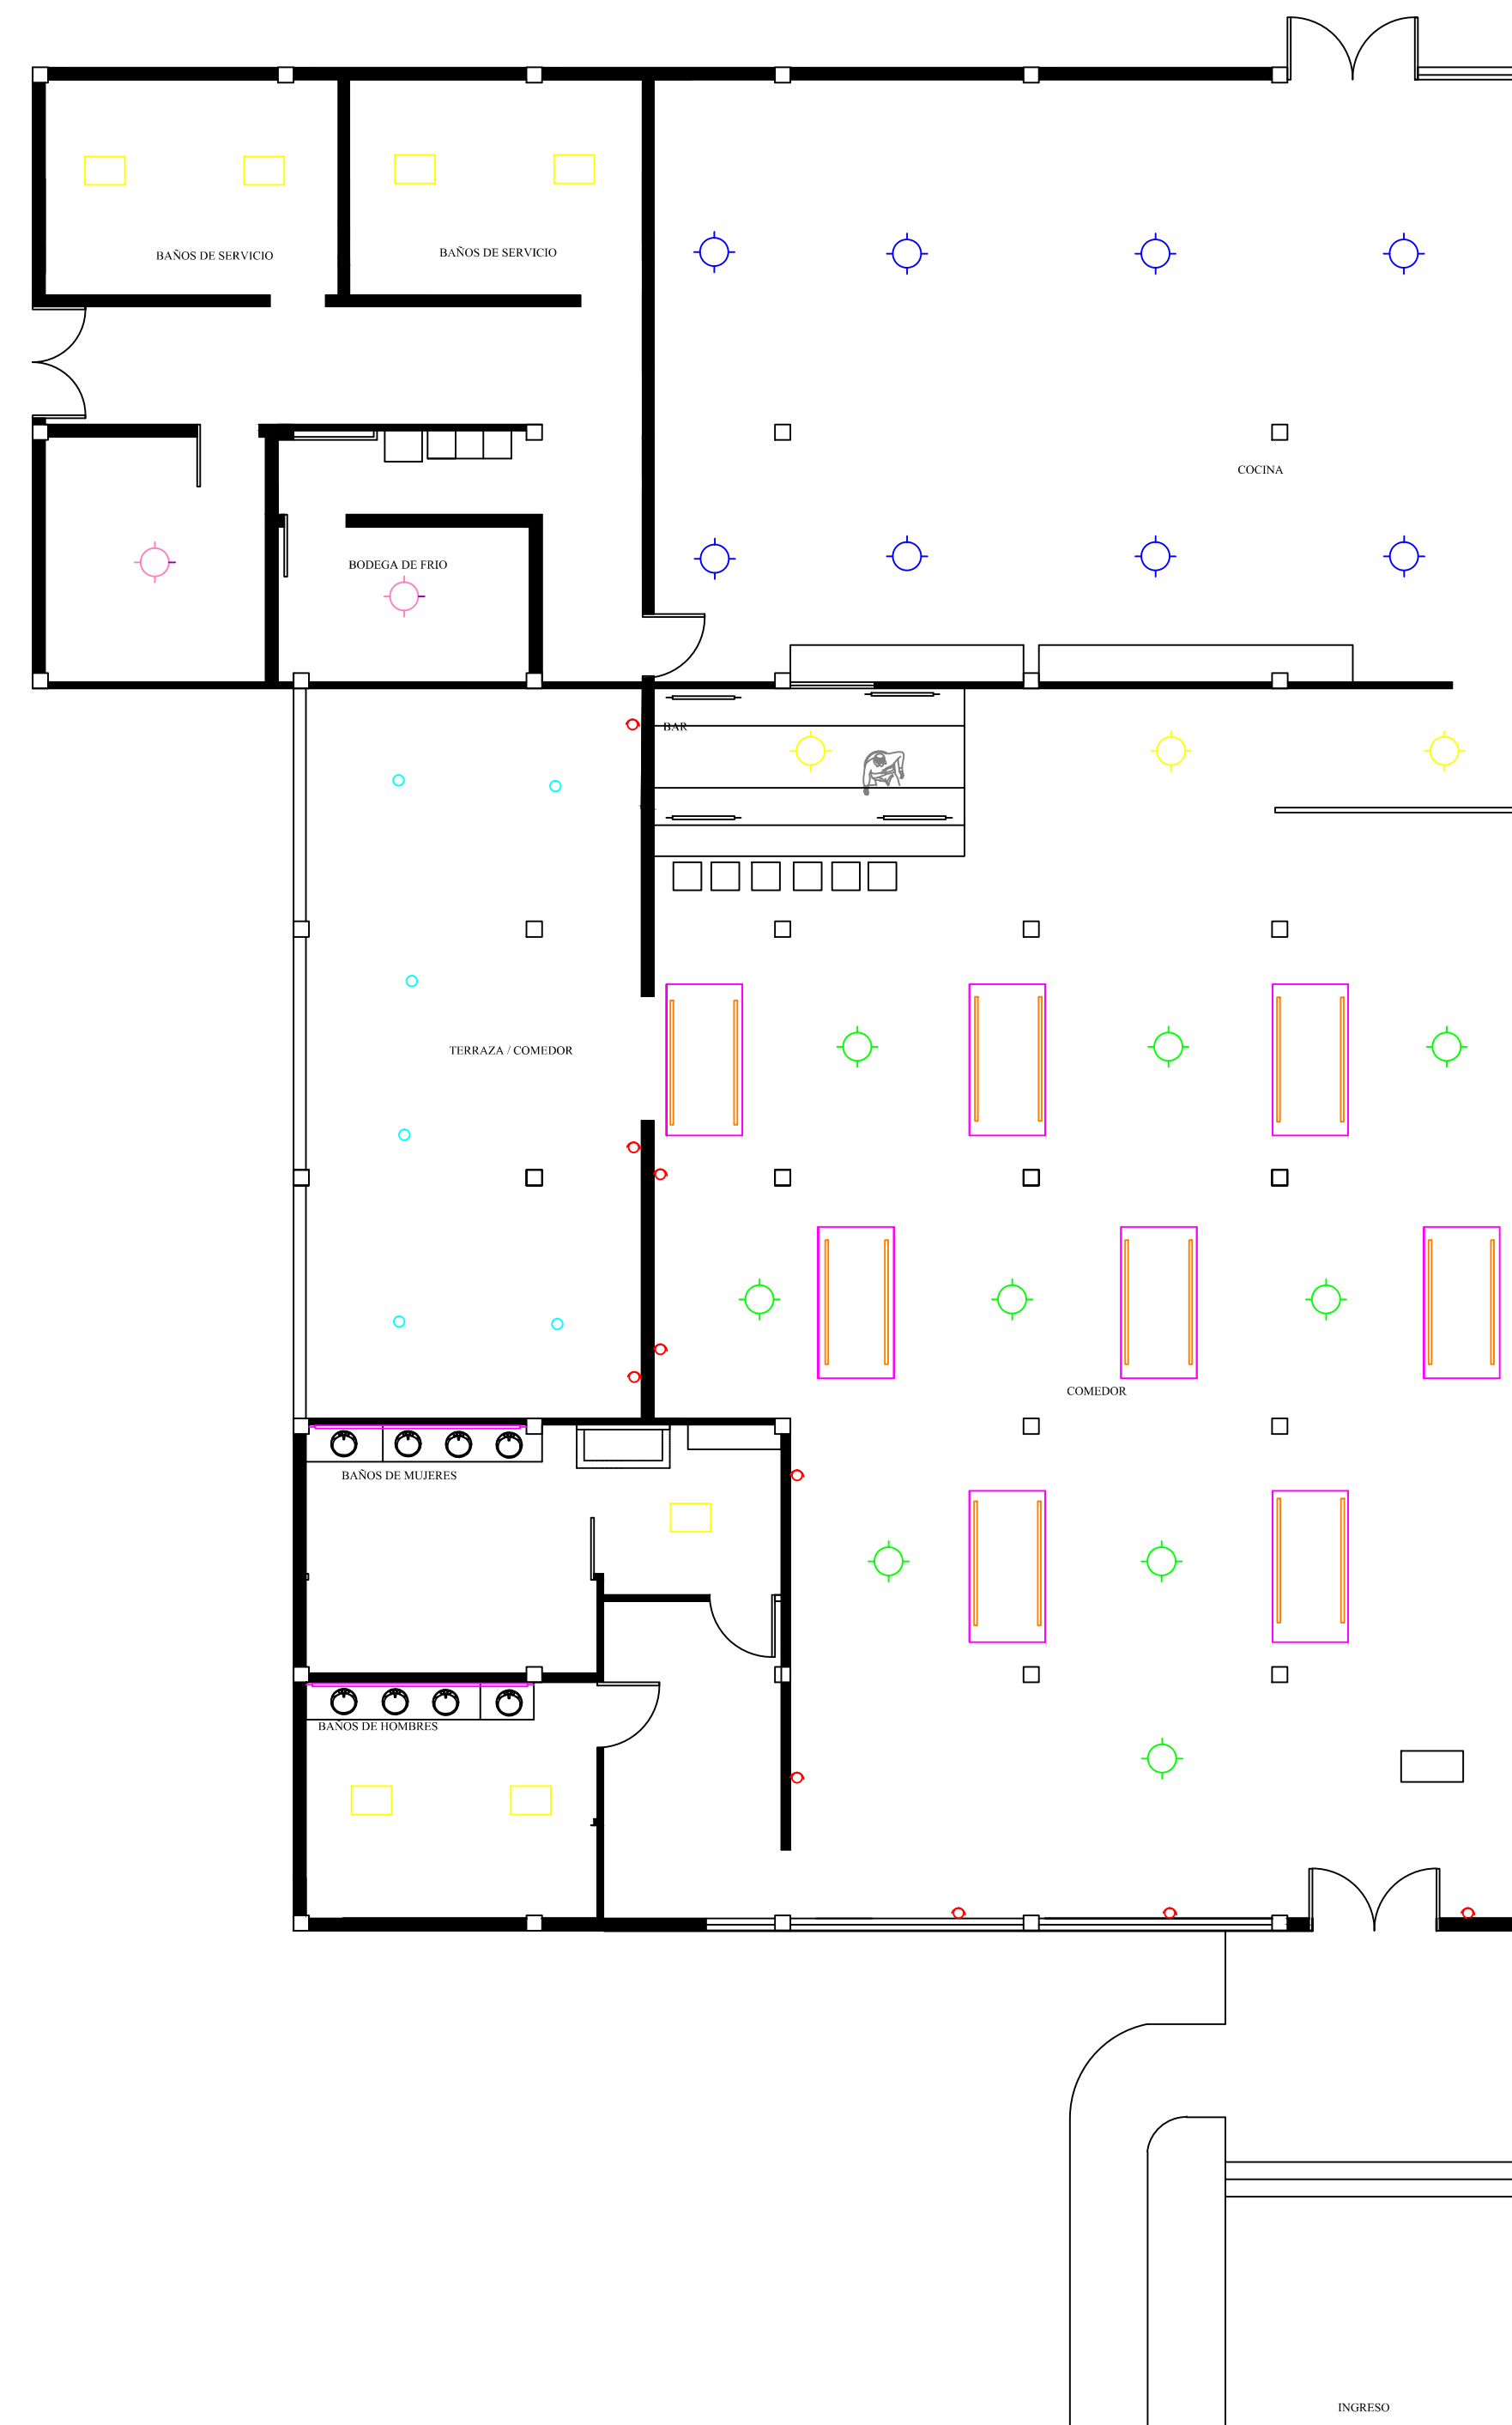 BAÑOS DE SERVICIO
BAÑOS DE SERVICIO
COCINA
BODEGA DE FRIO
BAR
TERRAZA / COMEDOR
COMEDOR
BAÑOS DE MUJERES
BAÑOS DE HOMBRES
INGRESO